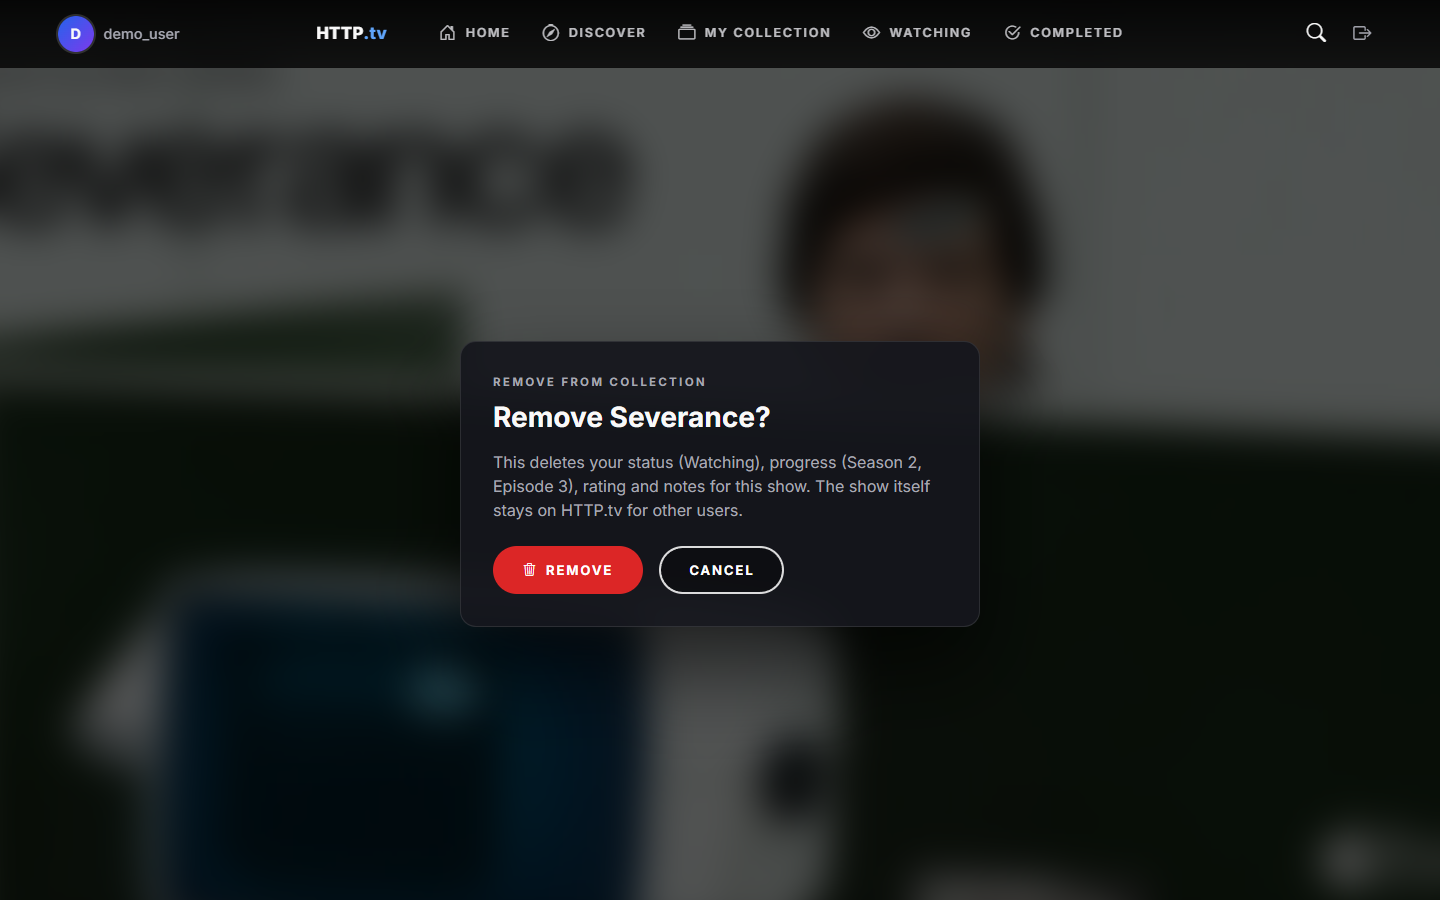 D demo_user HTTP.tv HOME DISCOVER MY COLLECTION WATCHING COMPLETED
everance
REMOVE FROM COLLECTION
Remove Severance?
This deletes your status (Watching), progress (Season 2,
Episode 3), rating and notes for this show. The show itself
stays on HTTP.tv for other users.
REMOVE CANCEL